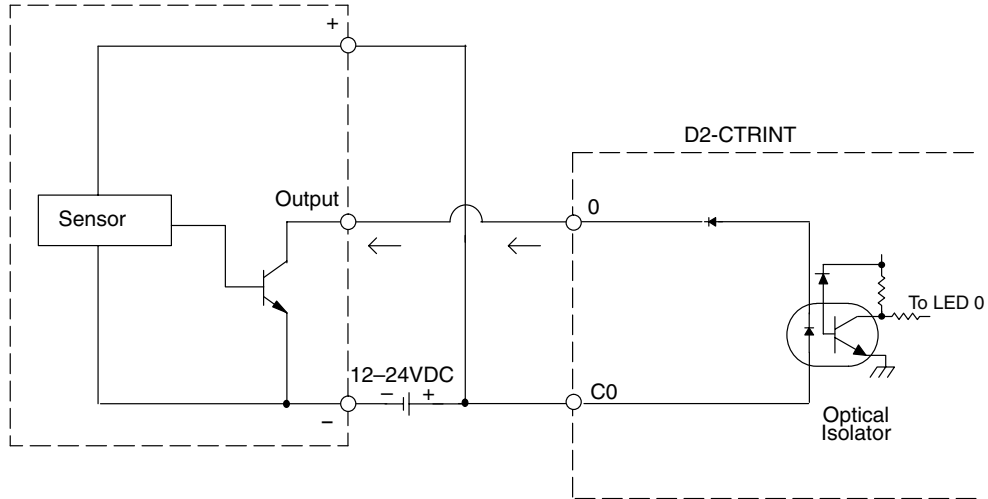 +
D2-CTRINT
Output
0
Sensor
To LED 0
12–24VDC
– +
C0
–
Optical
Isolator